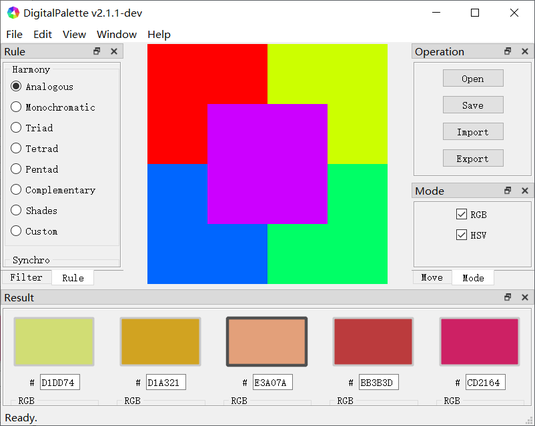 DigitalPalette v2.1.1-dev
File Edit View Window Help
Rule
Harmony
Analogous
Monochromatic
Triad
Tetrad
Pentad
Complementary
Shades
Custom
Synchro
Filter Rule
Operation
Open
Save
Import
Export
Mode
RGB
HSV
Move Mode
Result
# D1DD74 # D1A321 # E3A07A # BB3B3D # CD2164
RGB RGB RGB RGB RGB
Ready.